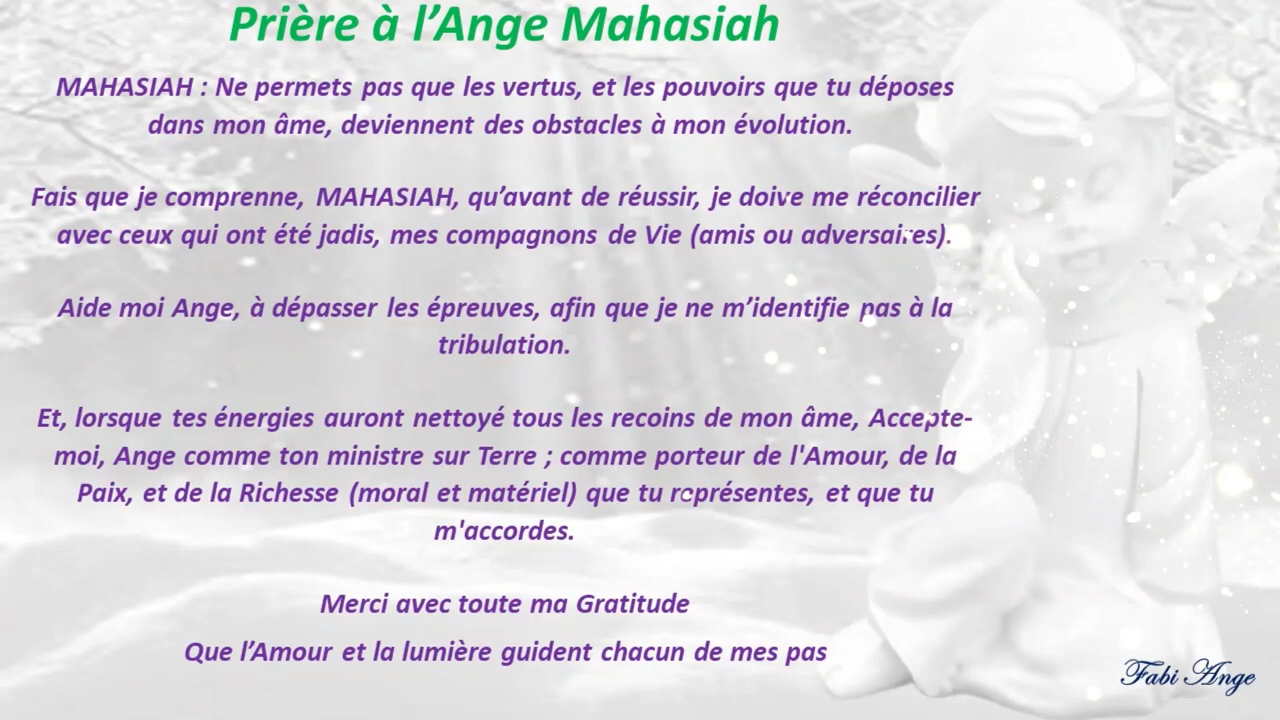 Prière à l’Ange Mahasiah
MAHASIAH : Ne permets pas que les vertus, et les pouvoirs que tu déposes
dans mon âme, deviennent des obstacles à mon évolution.
Fais que je comprenne, MAHASIAH, qu’avant de réussir, je doive me réconcilier
avec ceux qui ont été jadis, mes compagnons de Vie (amis ou adversaires).
Aide moi Ange, à dépasser les épreuves, afin que je ne m’identifie pas à la
tribulation.
Et, lorsque tes énergies auront nettoyé tous les recoins de mon âme, Accepte-
moi, Ange comme ton ministre sur Terre ; comme porteur de l'Amour, de la
Paix, et de la Richesse (moral et matériel) que tu représentes, et que tu
m'accordes.
Merci avec toute ma Gratitude
Que l’Amour et la lumière guident chacun de mes pas
Fabi Ange